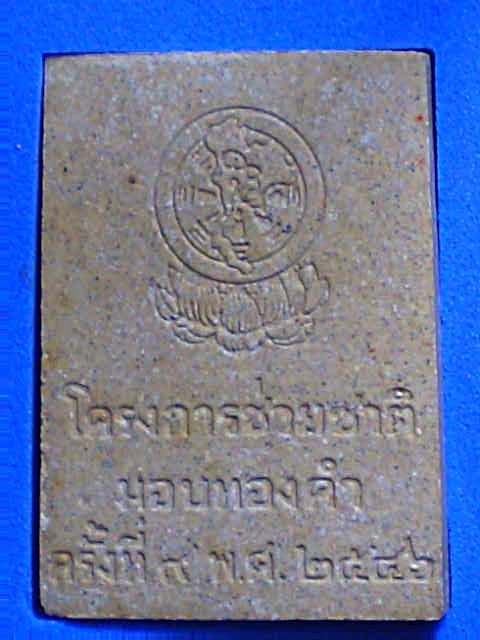 โครงการช่วยชาติ
มอบทองคำ
ครั้งที่ ๙ พ.ศ. ๒๕๔๖